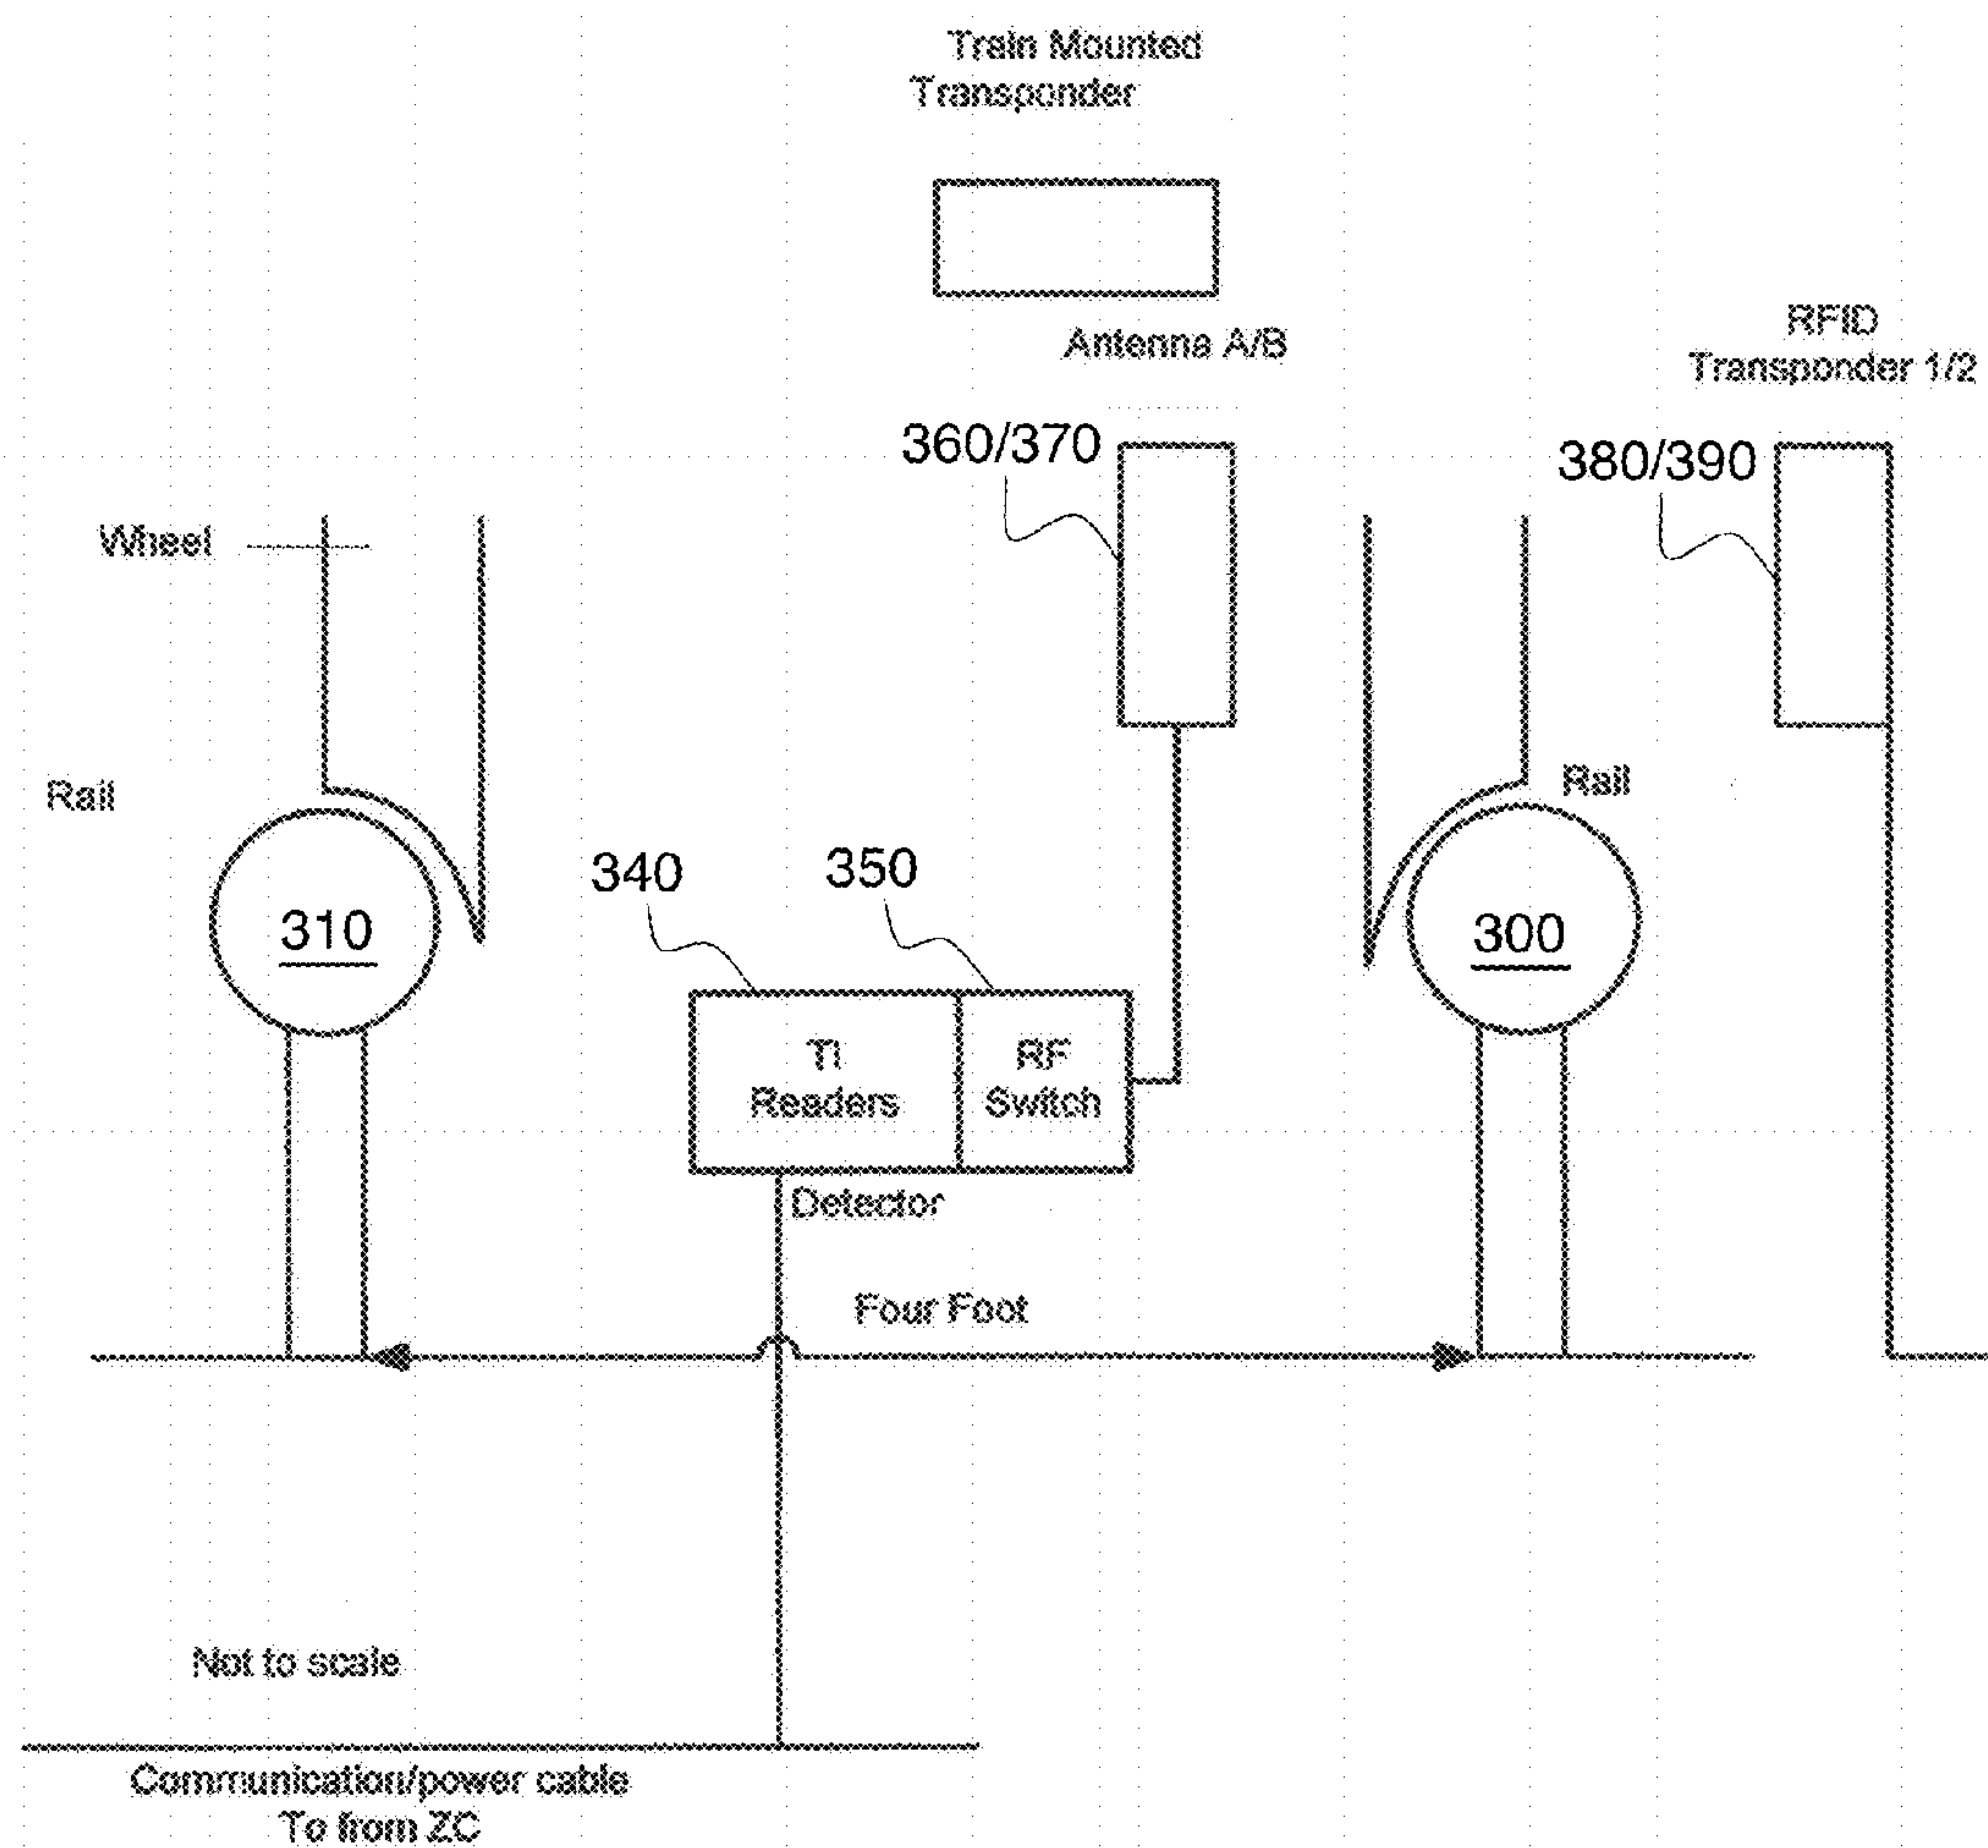 Train Mounted
Transponder
Antenna A/B
RFID
Transponder 1/2
360/370
380/390
Wheel
Rail
Rail
340
350
310
300
TI
Readers
RF
Switch
Detector
Four Foot
Not to scale
Communication/power cable
To from ZC